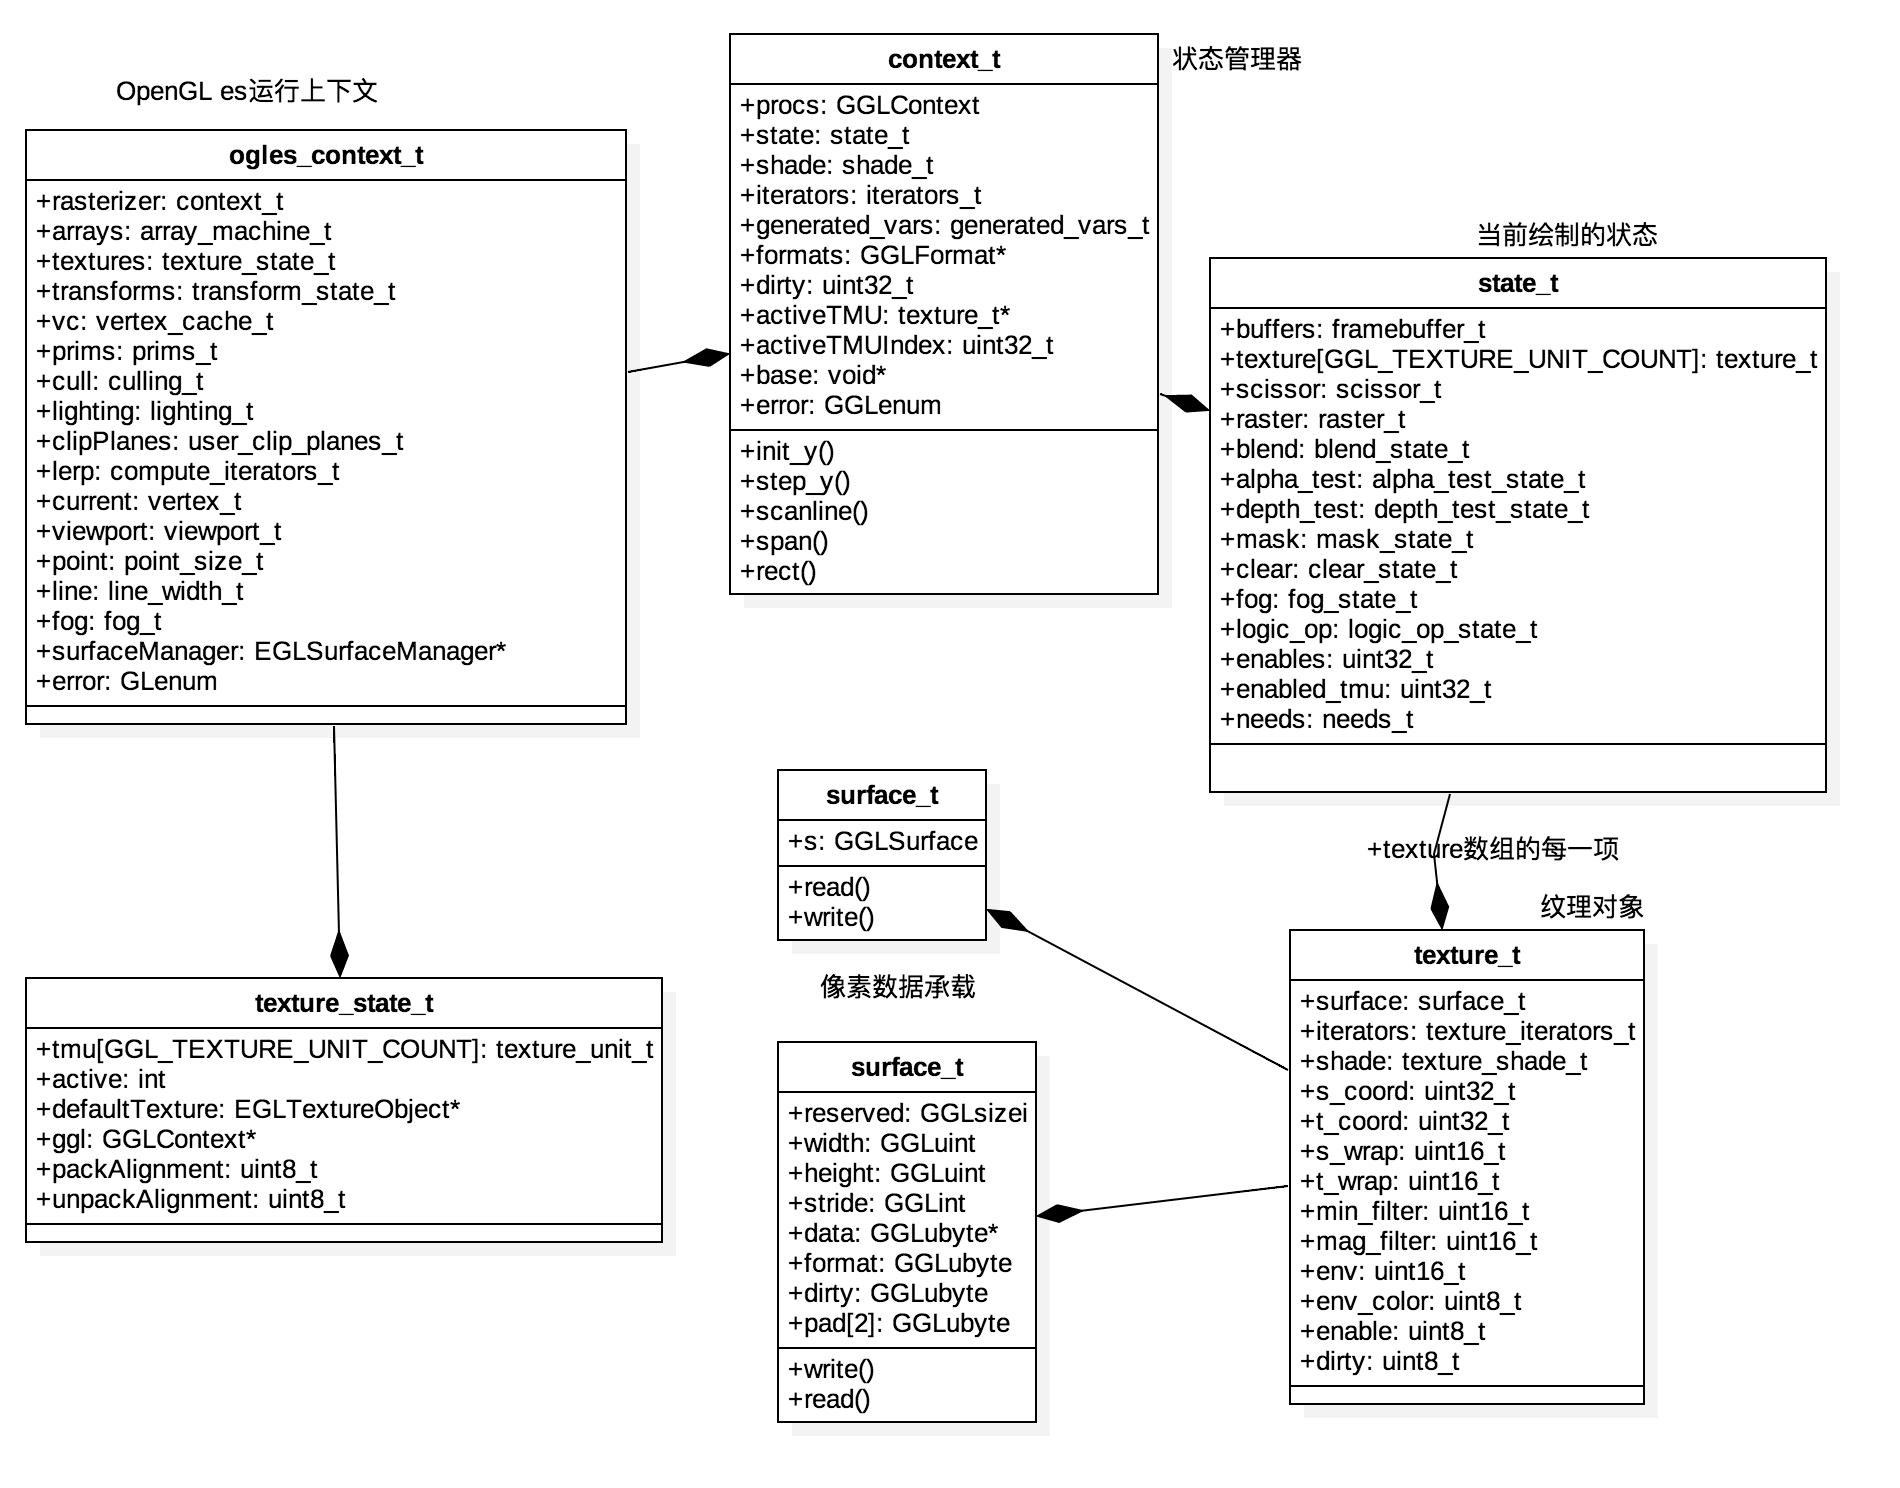 OpenGL es运行上下文
ogles_context_t
+rasterizer: context_t
+arrays: array_machine_t
+textures: texture_state_t
+transforms: transform_state_t
+vc: vertex_cache_t
+prims: prims_t
+cull: culling_t
+lighting: lighting_t
+clipPlanes: user_clip_planes_t
+lerp: compute_iterators_t
+current: vertex_t
+viewport: viewport_t
+point: point_size_t
+line: line_width_t
+fog: fog_t
+surfaceManager: EGLSurfaceManager*
+error: GLenum
状态管理器
context_t
+procs: GGLContext
+state: state_t
+shade: shade_t
+iterators: iterators_t
+generated_vars: generated_vars_t
+formats: GGLFormat*
+dirty: uint32_t
+activeTMU: texture_t*
+activeTMUIndex: uint32_t
+base: void*
+error: GGLenum
+init_y()
+step_y()
+scanline()
+span()
+rect()
当前绘制的状态
state_t
+buffers: framebuffer_t
+texture[GGL_TEXTURE_UNIT_COUNT]: texture_t
+scissor: scissor_t
+raster: raster_t
+blend: blend_state_t
+alpha_test: alpha_test_state_t
+depth_test: depth_test_state_t
+mask: mask_state_t
+clear: clear_state_t
+fog: fog_state_t
+logic_op: logic_op_state_t
+enables: uint32_t
+enabled_tmu: uint32_t
+needs: needs_t
texture_state_t
+tmu[GGL_TEXTURE_UNIT_COUNT]: texture_unit_t
+active: int
+defaultTexture: EGLTextureObject*
+ggl: GGLContext*
+packAlignment: uint8_t
+unpackAlignment: uint8_t
surface_t
+s: GGLSurface
+read()
+write()
像素数据承载
surface_t
+reserved: GGLsizei
+width: GGLuint
+height: GGLuint
+stride: GGLint
+data: GGLubyte*
+format: GGLubyte
+dirty: GGLubyte
+pad[2]: GGLubyte
+write()
+read()
+texture数组的每一项
纹理对象
texture_t
+surface: surface_t
+iterators: texture_iterators_t
+shade: texture_shade_t
+s_coord: uint32_t
+t_coord: uint32_t
+s_wrap: uint16_t
+t_wrap: uint16_t
+min_filter: uint16_t
+mag_filter: uint16_t
+env: uint16_t
+env_color: uint8_t
+enable: uint8_t
+dirty: uint8_t